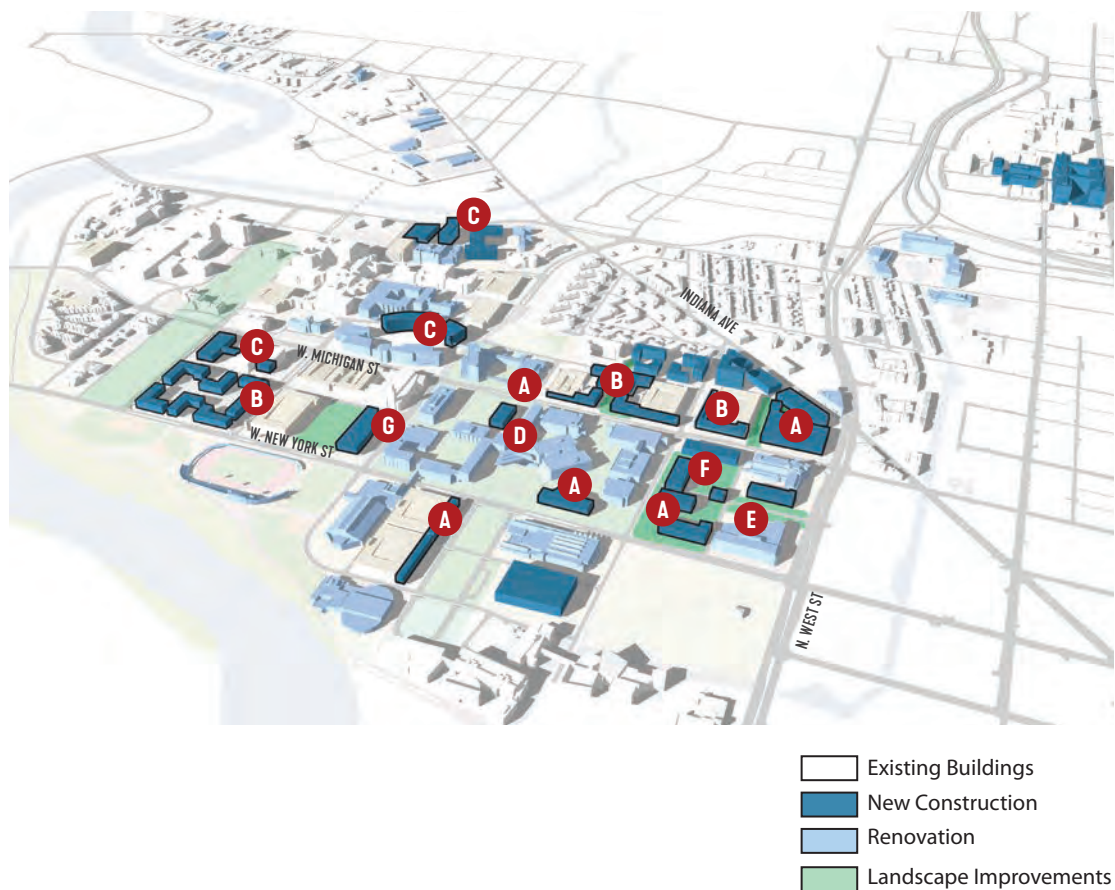 C
INDIANA AVE
C
C
W. MICHIGAN ST
A
B
B
B
G
A
D
W. NEW YORK ST
F
A
A
E
A
N. WEST ST
Existing Buildings
New Construction
Renovation
Landscape Improvements